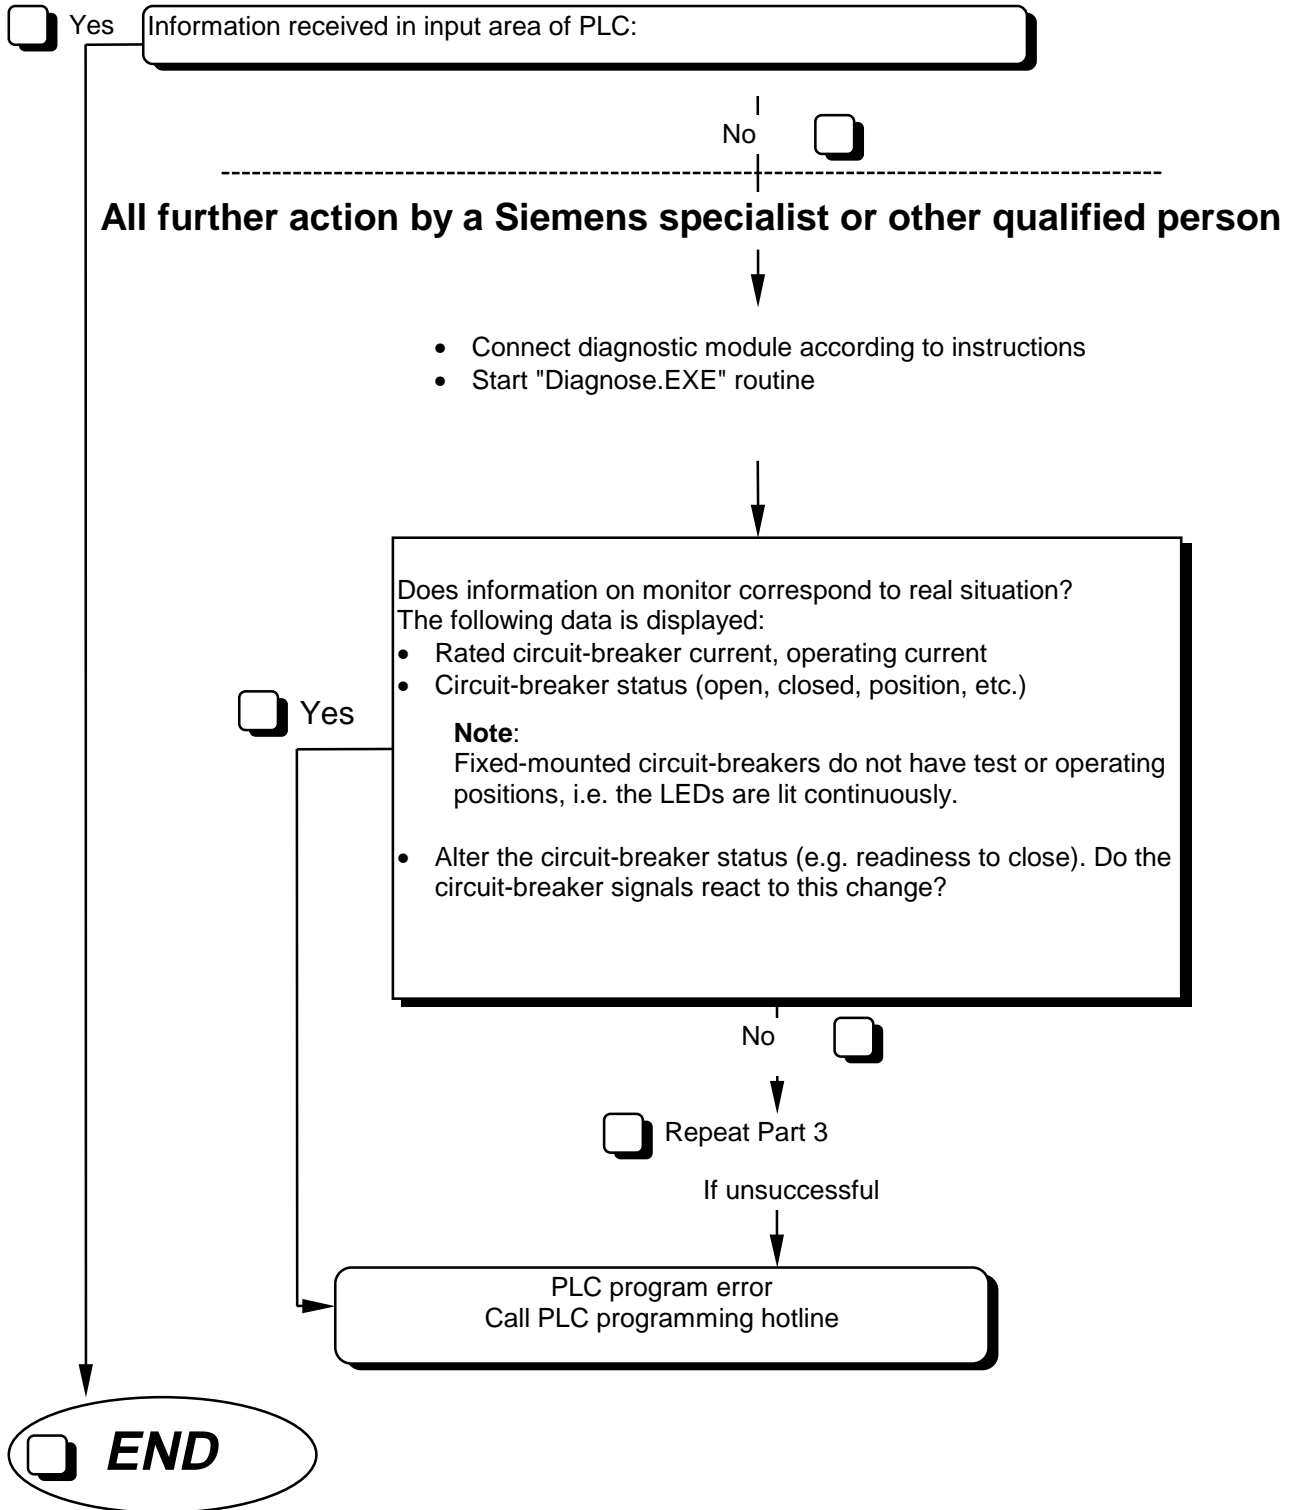 Yes
Information received in input area of PLC:
No
All further action by a Siemens specialist or other qualified person
• Connect diagnostic module according to instructions
• Start "Diagnose.EXE" routine
Does information on monitor correspond to real situation?
The following data is displayed:
• Rated circuit-breaker current, operating current
• Circuit-breaker status (open, closed, position, etc.)
Yes
Note:
Fixed-mounted circuit-breakers do not have test or operating
positions, i.e. the LEDs are lit continuously.
• Alter the circuit-breaker status (e.g. readiness to close). Do the
circuit-breaker signals react to this change?
No
Repeat Part 3
If unsuccessful
PLC program error
Call PLC programming hotline
END